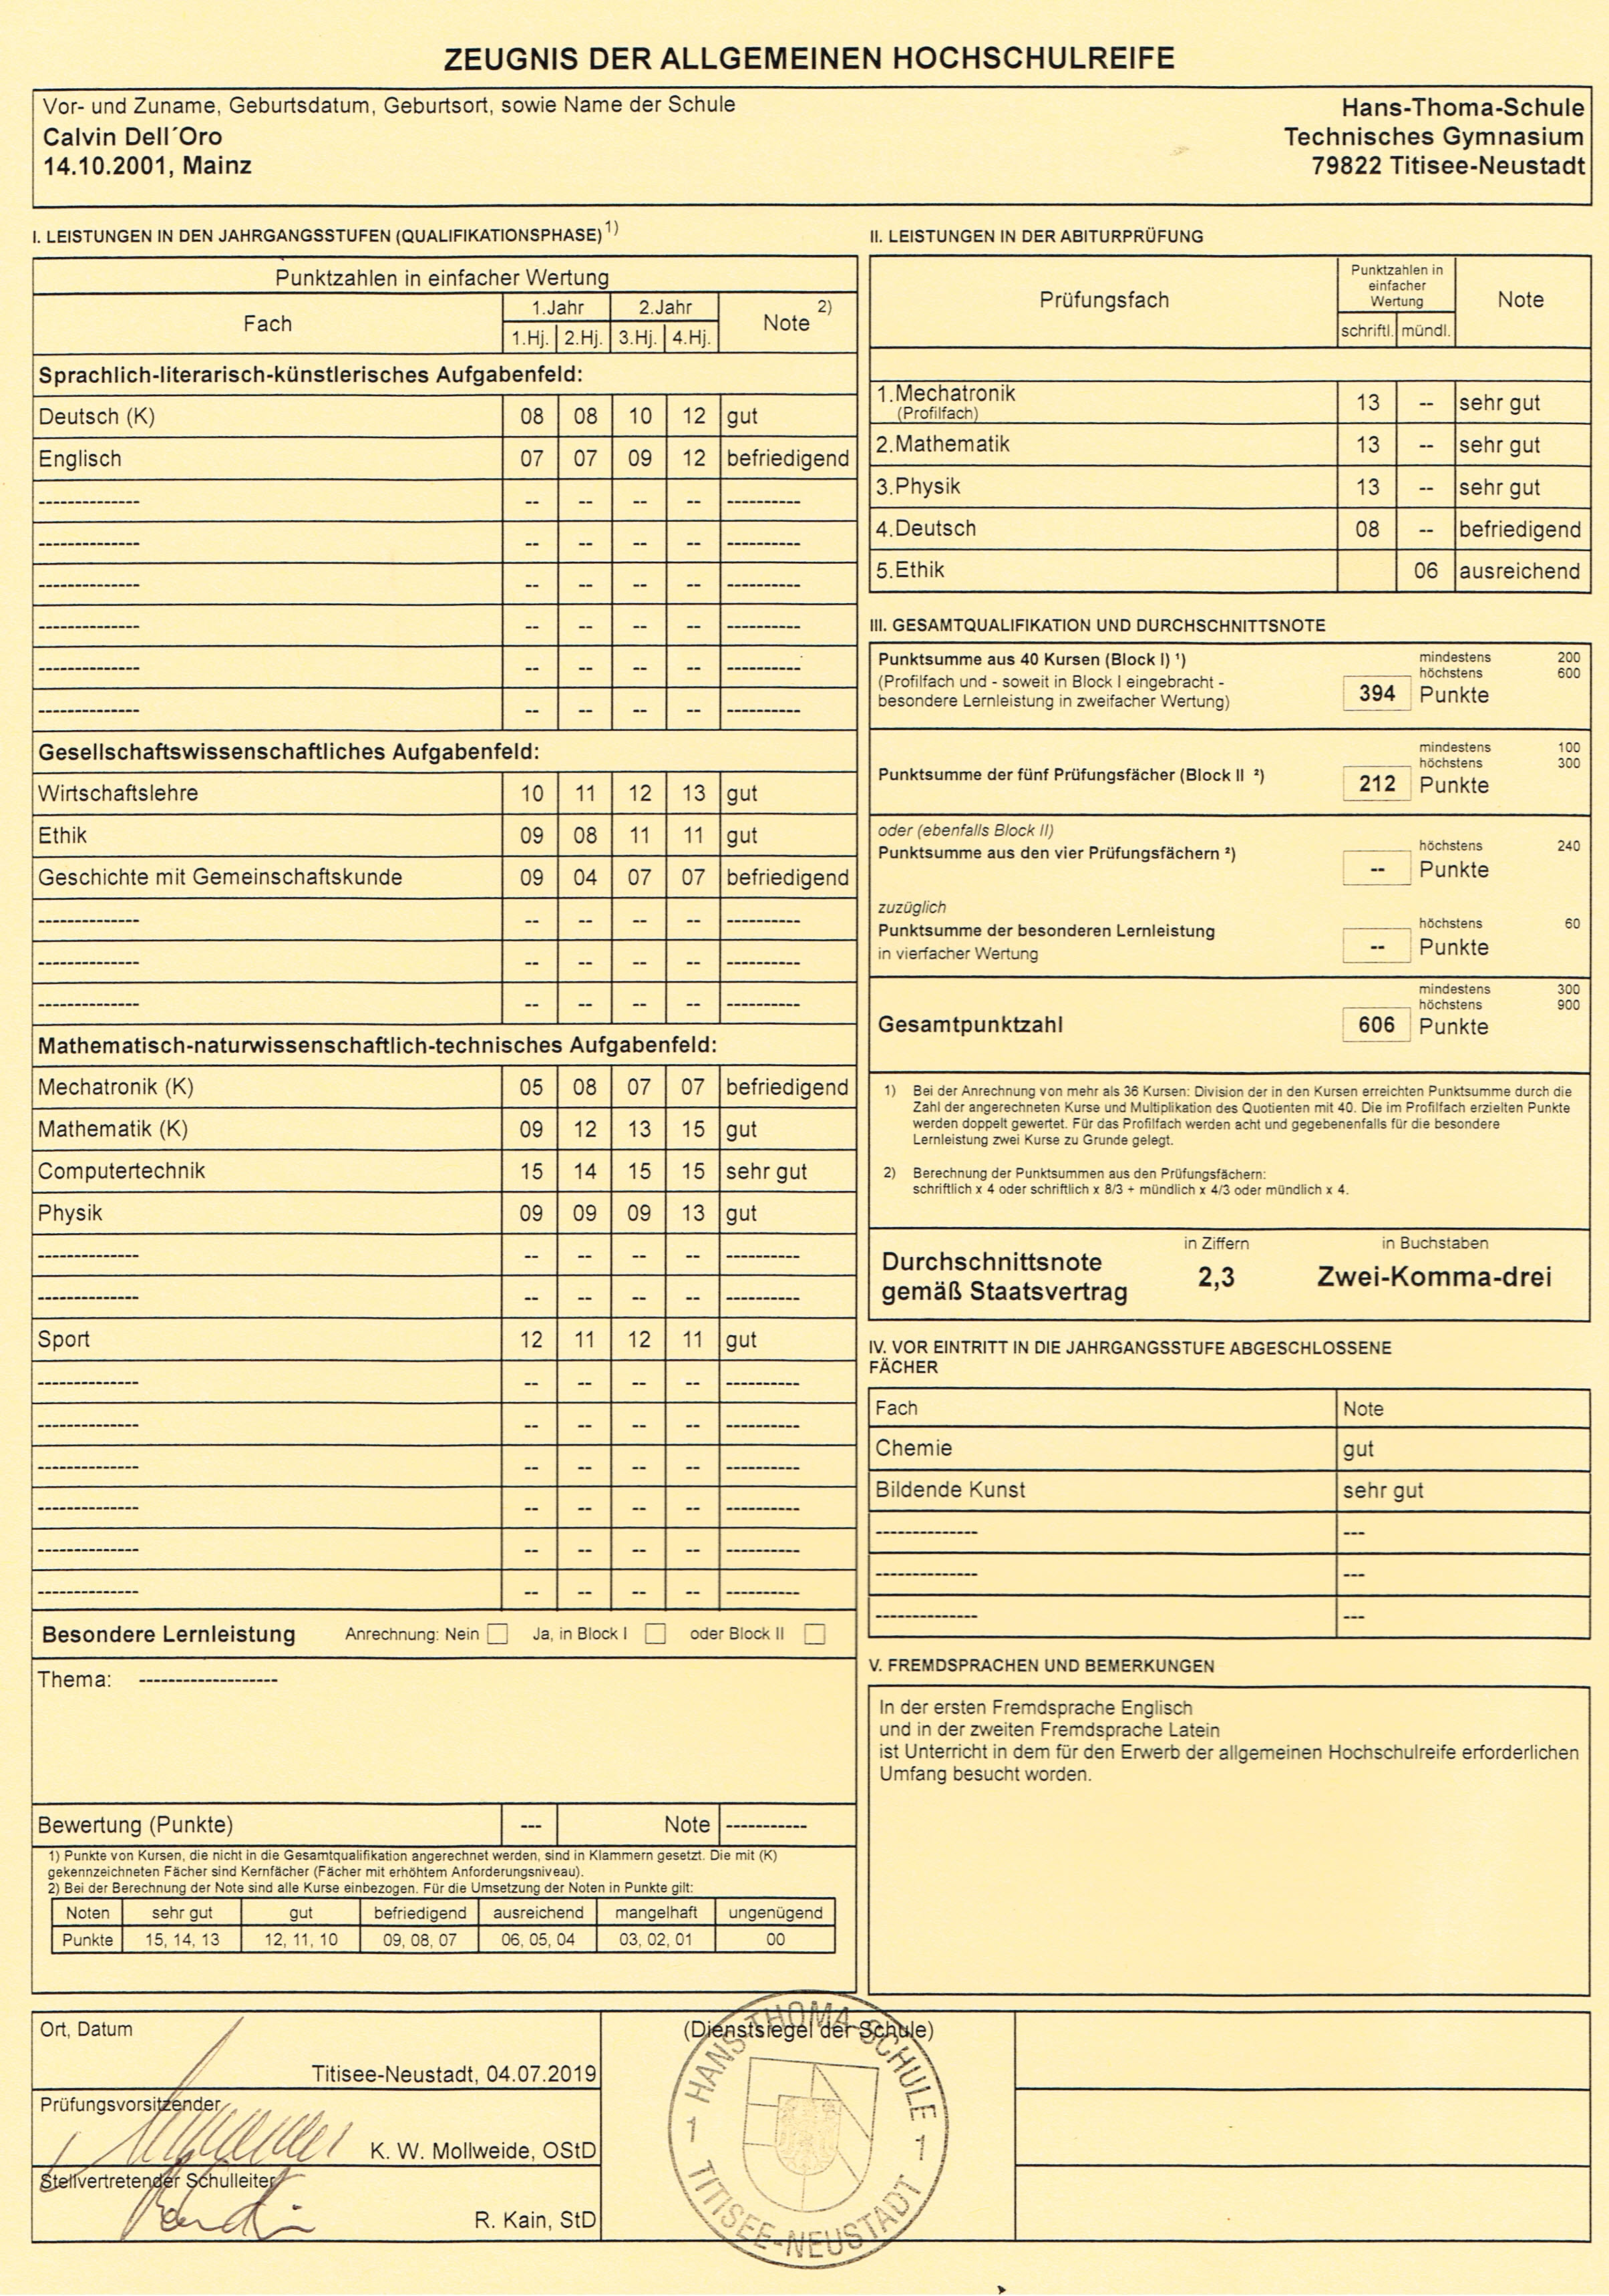 ZEUGNIS DER ALLGEMEINEN HOCHSCHULREIFE
Vor- und Zuname, Geburtsdatum, Geburtsort, sowie Name der Schule
Calvin Dell´Oro
14.10.2001, Mainz
Hans-Thoma-Schule
Technisches Gymnasium
79822 Titisee-Neustadt
I. LEISTUNGEN IN DEN JAHRGANGSSTUFEN (QUALIFIKATIONSPHASE) 1)
Punktzahlen in einfacher Wertung
Fach 1.Jahr 2.Jahr Note 2)
1.Hj. 2.Hj. 3.Hj. 4.Hj.
Sprachlich-literarisch-künstlerisches Aufgabenfeld:
Deutsch (K) 08 08 10 12 gut
Englisch 07 07 09 12 befriedigend
-------------- -- -- -- -- ----------
-------------- -- -- -- -- ----------
-------------- -- -- -- -- ----------
-------------- -- -- -- -- ----------
-------------- -- -- -- -- ----------
-------------- -- -- -- -- ----------
Gesellschaftswissenschaftliches Aufgabenfeld:
Wirtschaftslehre 10 11 12 13 gut
Ethik 09 08 11 11 gut
Geschichte mit Gemeinschaftskunde 09 04 07 07 befriedigend
-------------- -- -- -- -- ----------
-------------- -- -- -- -- ----------
-------------- -- -- -- -- ----------
Mathematisch-naturwissenschaftlich-technisches Aufgabenfeld:
Mechatronik (K) 05 08 07 07 befriedigend
Mathematik (K) 09 12 13 15 gut
Computertechnik 15 14 15 15 sehr gut
Physik 09 09 09 13 gut
-------------- -- -- -- -- ----------
-------------- -- -- -- -- ----------
Sport 12 11 12 11 gut
-------------- -- -- -- -- ----------
-------------- -- -- -- -- ----------
-------------- -- -- -- -- ----------
-------------- -- -- -- -- ----------
-------------- -- -- -- -- ----------
-------------- -- -- -- -- ----------
Besondere Lernleistung Anrechnung: Nein Ja, in Block I oder Block II
Thema: -------------------
Bewertung (Punkte) --- Note -----------
1) Punkte von Kursen, die nicht in die Gesamtqualifikation angerechnet werden, sind in Klammern gesetzt. Die mit (K)
gekennzeichneten Fächer sind Kernfächer (Fächer mit erhöhtem Anforderungsniveau).
2) Bei der Berechnung der Note sind alle Kurse einbezogen. Für die Umsetzung der Noten in Punkte gilt:
Noten sehr gut gut befriedigend ausreichend mangelhaft ungenügend
Punkte 15, 14, 13 12, 11, 10 09, 08, 07 06, 05, 04 03, 02, 01 00
II. LEISTUNGEN IN DER ABITURPRÜFUNG
Prüfungsfach Punktzahlen in Note
einfacher
Wertung
schriftl. mündl.
1.Mechatronik 13 -- sehr gut
(Profilfach)
2.Mathematik 13 -- sehr gut
3.Physik 13 -- sehr gut
4.Deutsch 08 -- befriedigend
5.Ethik 06 ausreichend
III. GESAMTQUALIFIKATION UND DURCHSCHNITTSNOTE
Punktsumme aus 40 Kursen (Block I) ¹) mindestens 200
(Profilfach und - soweit in Block I eingebracht - höchstens 600
besondere Lernleistung in zweifacher Wertung) 394 Punkte
mindestens 100
höchstens 300
Punktsumme der fünf Prüfungsfächer (Block II ²) 212 Punkte
oder (ebenfalls Block II)
Punktsumme aus den vier Prüfungsfächern ²) höchstens 240
-- Punkte
zuzüglich
Punktsumme der besonderen Lernleistung höchstens 60
in vierfacher Wertung -- Punkte
mindestens 300
höchstens 900
Gesamtpunktzahl 606 Punkte
1) Bei der Anrechnung von mehr als 36 Kursen: Division der in den Kursen erreichten Punktsumme durch die
Zahl der angerechneten Kurse und Multiplikation des Quotienten mit 40. Die im Profilfach erzielten Punkte
werden doppelt gewertet. Für das Profilfach werden acht und gegebenenfalls für die besondere
Lernleistung zwei Kurse zu Grunde gelegt.
2) Berechnung der Punktsummen aus den Prüfungsfächern:
schriftlich x 4 oder schriftlich x 8/3 + mündlich x 4/3 oder mündlich x 4.
in Ziffern in Buchstaben
Durchschnittsnote
gemäß Staatsvertrag 2,3 Zwei-Komma-drei
IV. VOR EINTRITT IN DIE JAHRGANGSSTUFE ABGESCHLOSSENE
FÄCHER
Fach Note
Chemie gut
Bildende Kunst sehr gut
-------------- ---
-------------- ---
-------------- ---
V. FREMDSPRACHEN UND BEMERKUNGEN
In der ersten Fremdsprache Englisch
und in der zweiten Fremdsprache Latein
ist Unterricht in dem für den Erwerb der allgemeinen Hochschulreife erforderlichen
Umfang besucht worden.
Ort, Datum
Titisee-Neustadt, 04.07.2019
Prüfungsvorsitzender
K. W. Mollweide, OStD
Stellvertretender Schulleiter
R. Kain, StD
(Dienstsiegel der Schule)
HANS-THOMA-SCHULE
1 1
TITISEE-NEUSTADT